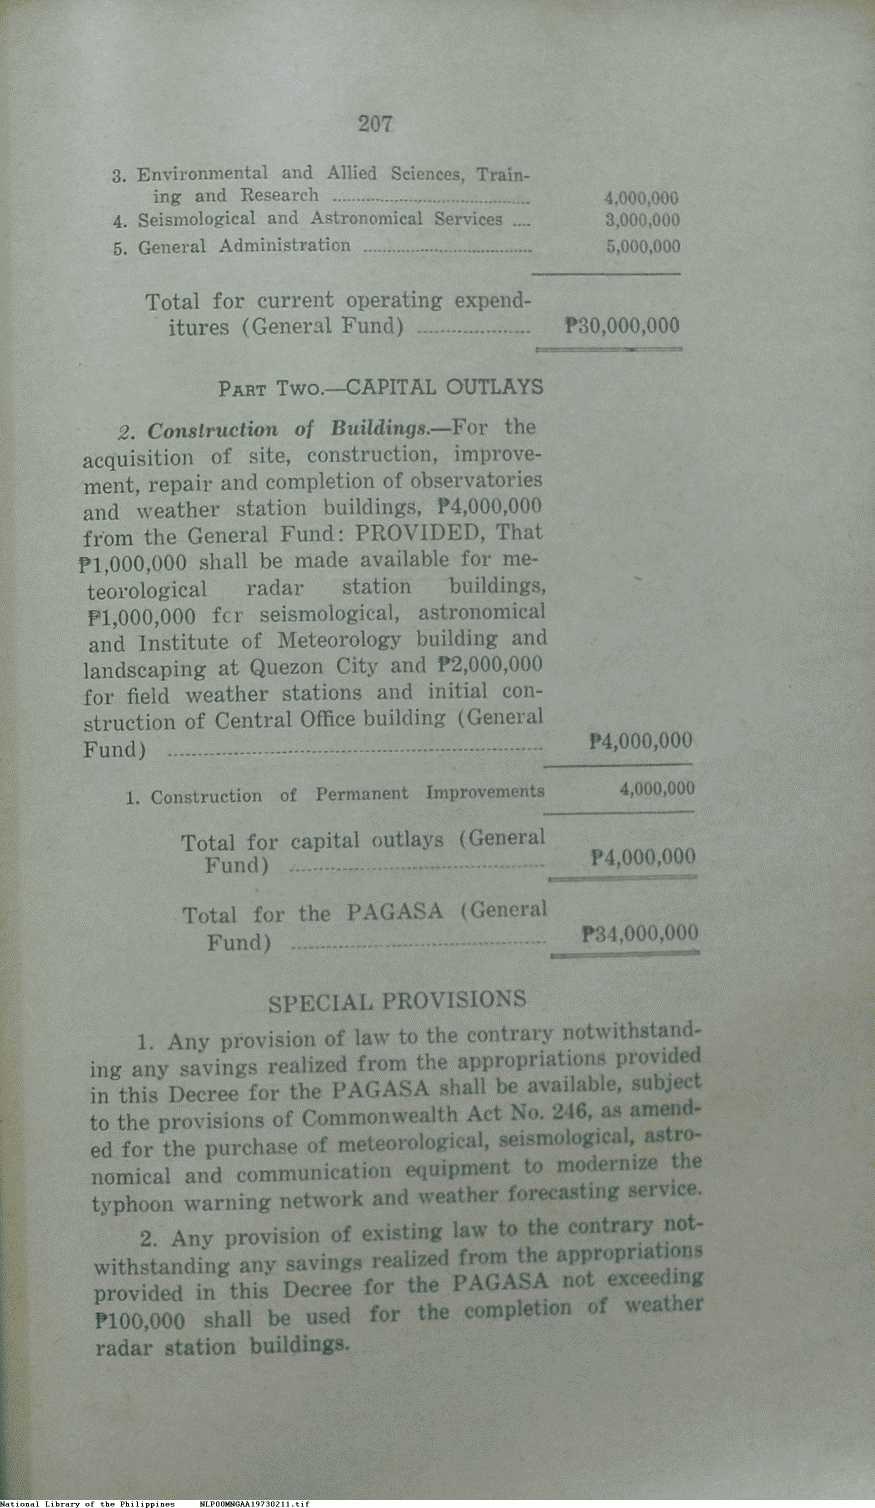 207
3. Environmental and Allied Sciences, Train-
ing and Research ........................................ 4,000,000
4. Seismological and Astronomical Services .... 3,000,000
5. General Administration .................................. 5,000,000
Total for current operating expend-
itures (General Fund) ...................... ₱30,000,000
PART TWO.—CAPITAL OUTLAYS
2. Construction of Buildings.—For the
acquisition of site, construction, improve-
ment, repair and completion of observatories
and weather station buildings, ₱4,000,000
from the General Fund: PROVIDED, That
₱1,000,000 shall be made available for me-
teorological radar station buildings,
₱1,000,000 for seismological, astronomical
and Institute of Meteorology building and
landscaping at Quezon City and ₱2,000,000
for field weather stations and initial con-
struction of Central Office building (General
Fund) .................................................... ₱4,000,000
1. Construction of Permanent Improvements 4,000,000
Total for capital outlays (General
Fund) ........................................ ₱4,000,000
Total for the PAGASA (General
Fund) ........................................ ₱34,000,000
SPECIAL PROVISIONS
1. Any provision of law to the contrary notwithstand-
ing any savings realized from the appropriations provided
in this Decree for the PAGASA shall be available, subject
to the provisions of Commonwealth Act No. 246, as amend-
ed for the purchase of meteorological, seismological, astro-
nomical and communication equipment to modernize the
typhoon warning network and weather forecasting service.
2. Any provision of existing law to the contrary not-
withstanding any savings realized from the appropriations
provided in this Decree for the PAGASA not exceeding
₱100,000 shall be used for the completion of weather
radar station buildings.
National Library of the Philippines NLP00MNGAA19730211.tif